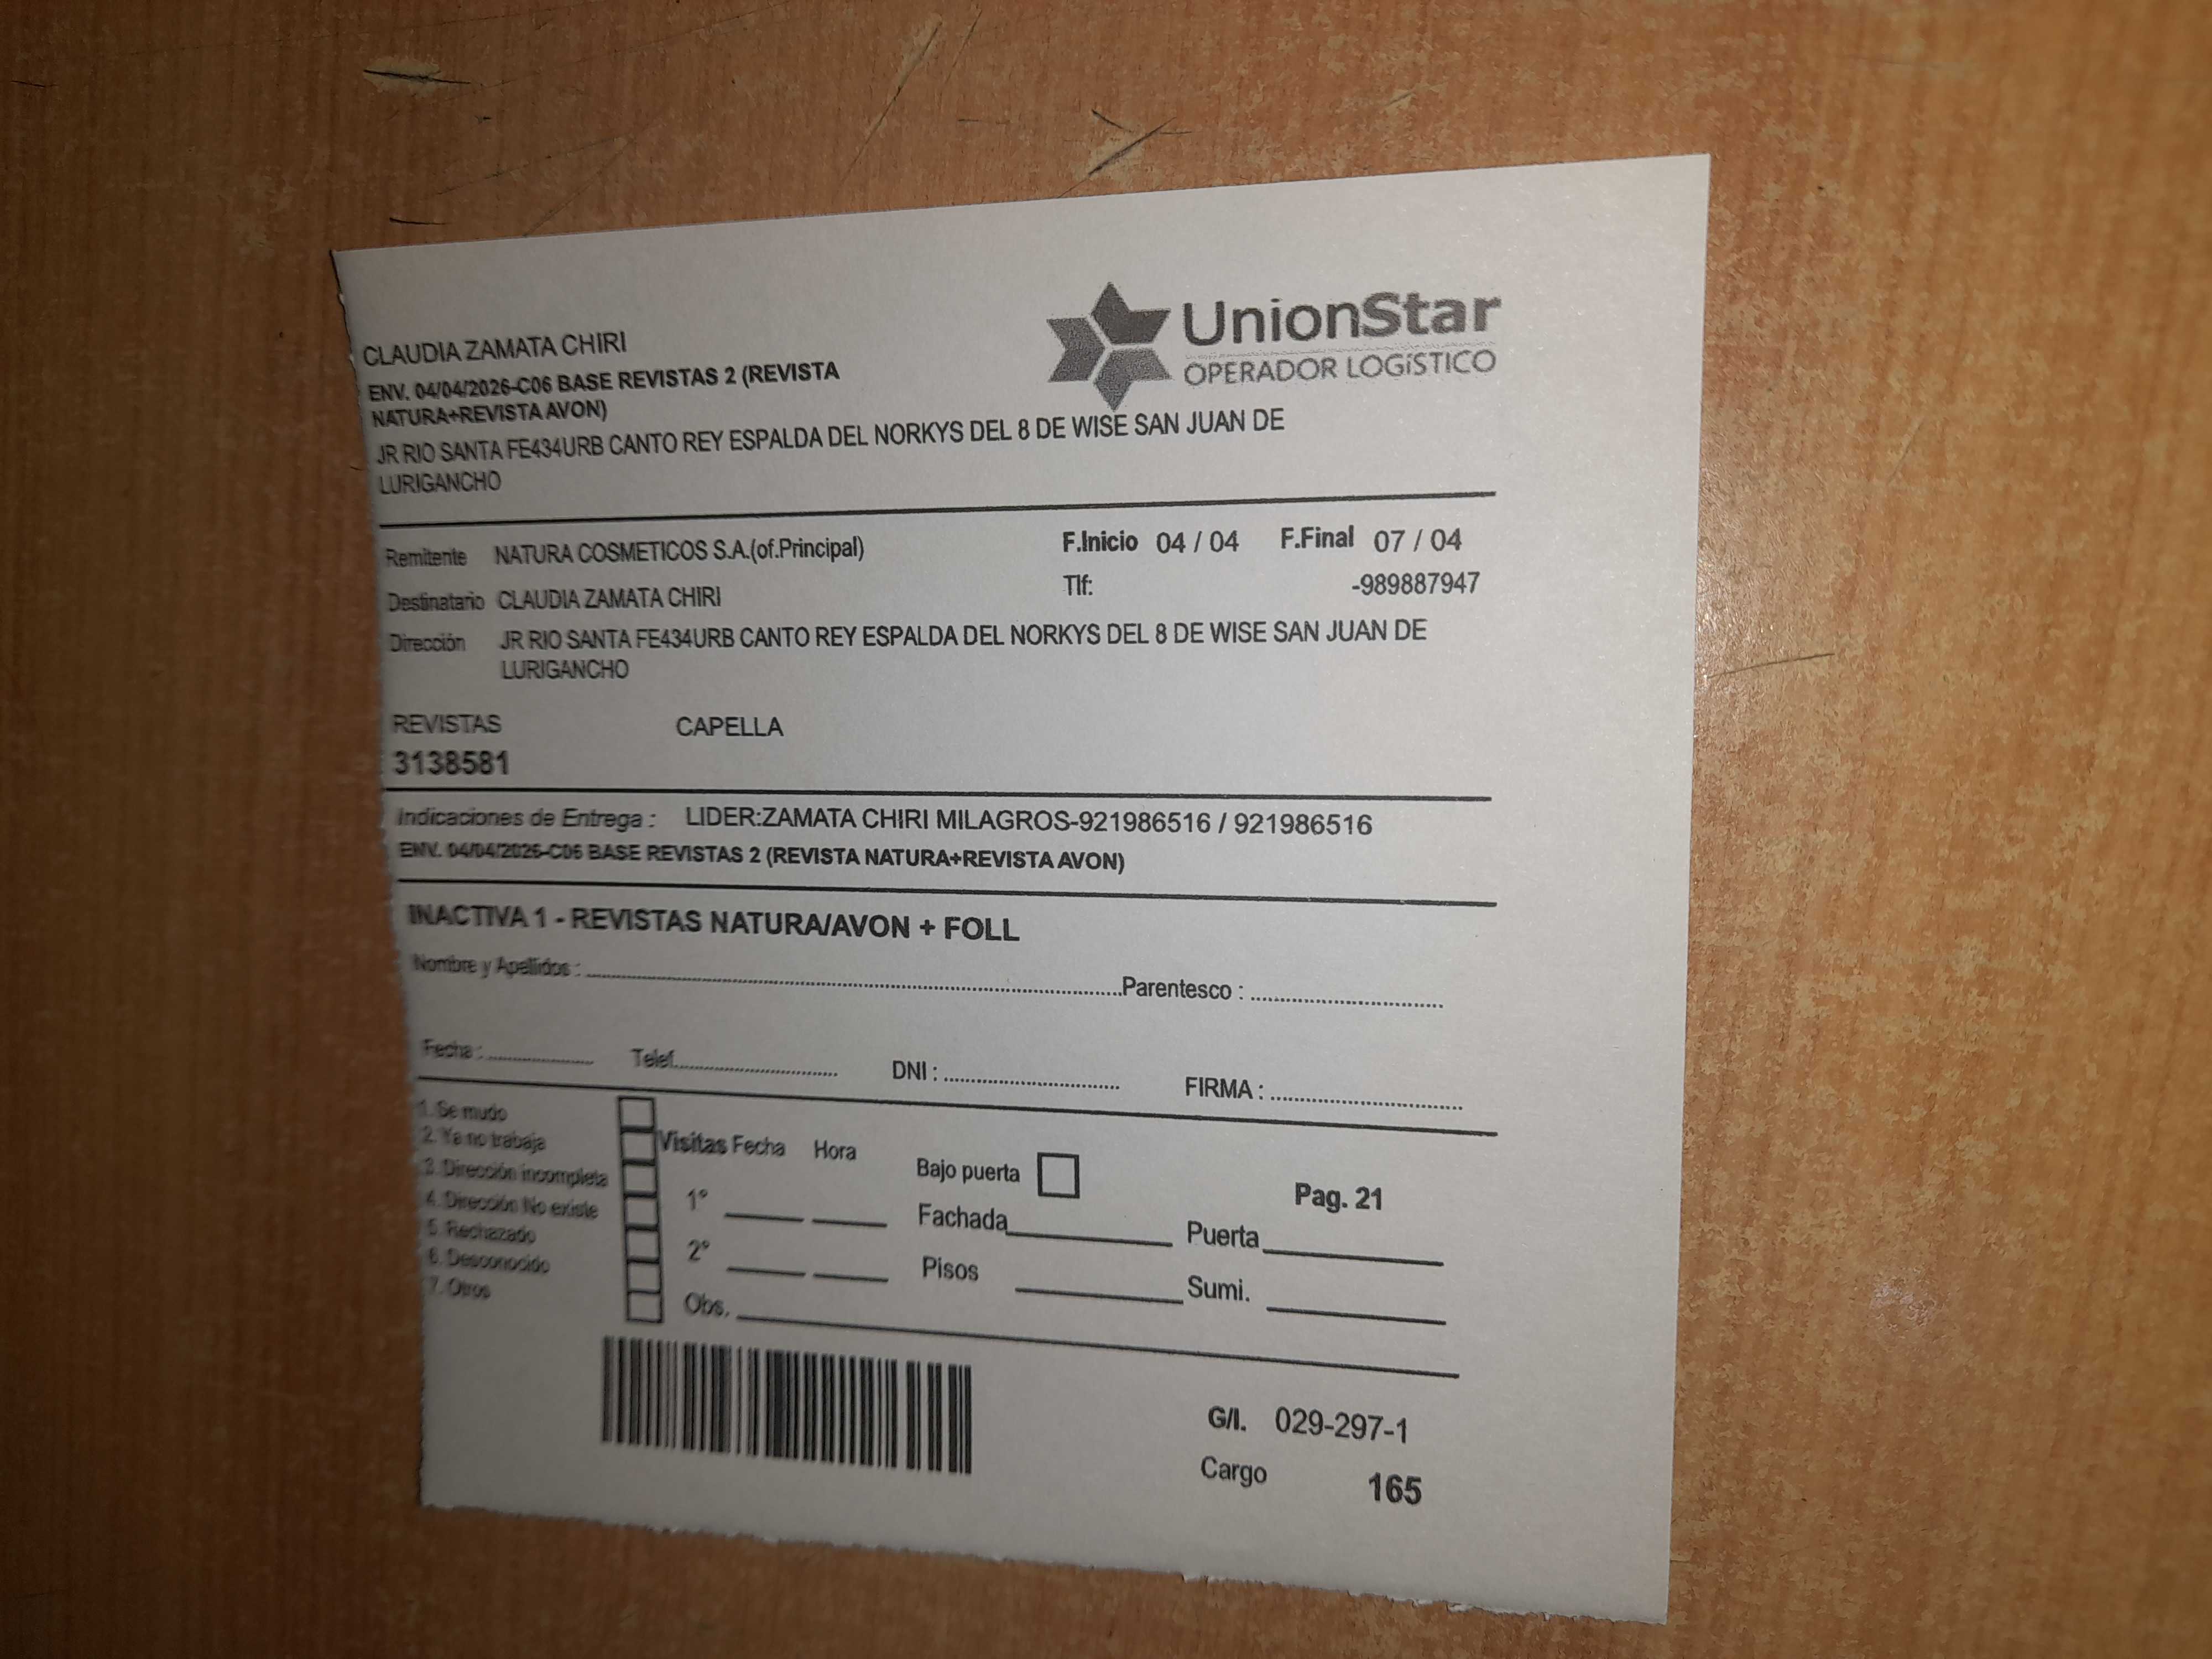 UnionStar
OPERADOR LOGíSTICO
CLAUDIA ZAMATA CHIRI
ENV. 04/04/2026-C06 BASE REVISTAS 2 (REVISTA
NATURA+REVISTA AVON)
JR RIO SANTA FE434URB CANTO REY ESPALDA DEL NORKYS DEL 8 DE WISE SAN JUAN DE
LURIGANCHO
Remitente NATURA COSMETICOS S.A.(of.Principal) F.Inicio 04 / 04 F.Final 07 / 04
Tlf: -989887947
Destinatario CLAUDIA ZAMATA CHIRI
Dirección JR RIO SANTA FE434URB CANTO REY ESPALDA DEL NORKYS DEL 8 DE WISE SAN JUAN DE
LURIGANCHO
REVISTAS CAPELLA
3138581
Indicaciones de Entrega : LIDER:ZAMATA CHIRI MILAGROS-921986516 / 921986516
ENV. 04/04/2026-C06 BASE REVISTAS 2 (REVISTA NATURA+REVISTA AVON)
INACTIVA 1 - REVISTAS NATURA/AVON + FOLL
Nombre y Apellidos : Parentesco :
Fecha : Telef. DNI : FIRMA :
1. Se mudo
2. Ya no trabaja
3. Dirección incompleta
4. Dirección No existe
5. Rechazado
6. Desconocido
7. Otros
Visitas Fecha Hora
1°
2°
Obs.
Bajo puerta
Pag. 21
Fachada Puerta
Pisos Sumi.
G/I. 029-297-1
Cargo 165